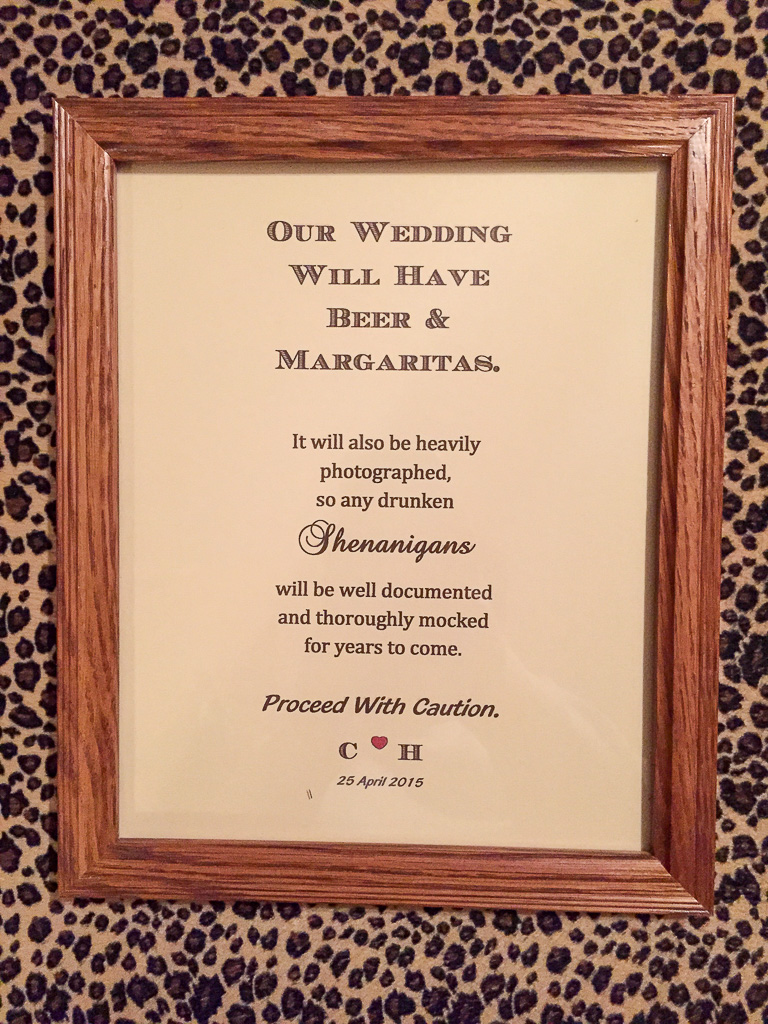 Our Wedding
Will Have
Beer &
Margaritas.
It will also be heavily
photographed,
so any drunken
Shenanigans
will be well documented
and thoroughly mocked
for years to come.
Proceed With Caution.
C ♥ H
25 April 2015